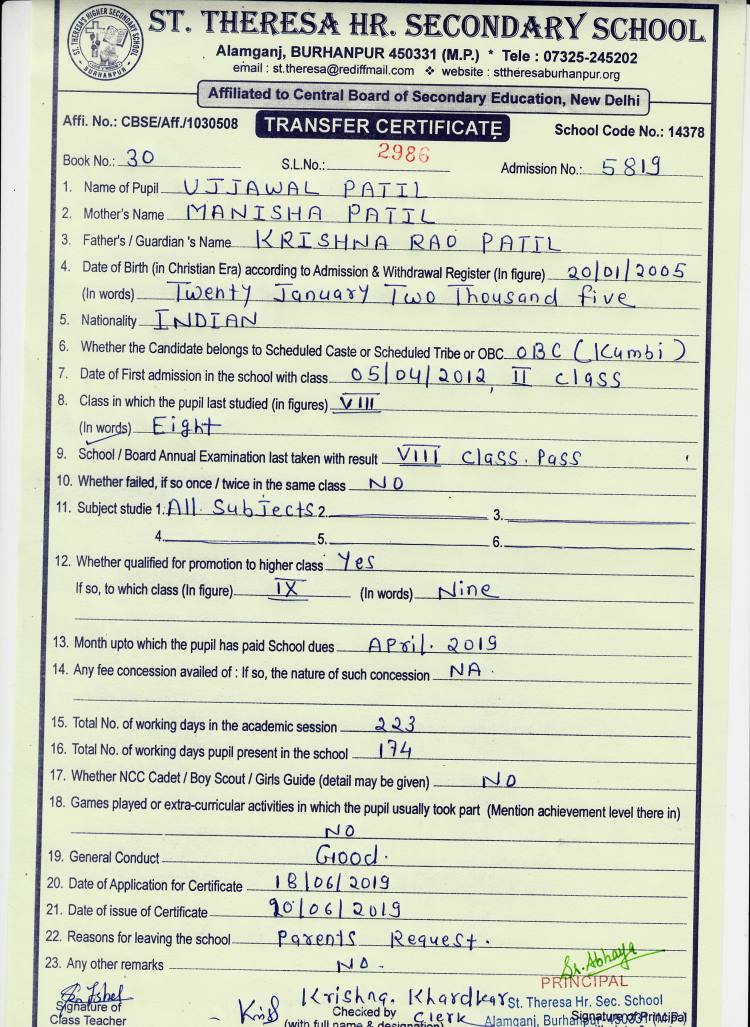 ST. THERESA HR. SECONDARY SCHOOL
Alamganj, BURHANPUR 450331 (M.P.) * Tele : 07325-245202
email : st.theresa@rediffmail.com ❖ website : sttheresaburhanpur.org
Affiliated to Central Board of Secondary Education, New Delhi
Affi. No.: CBSE/Aff./1030508 TRANSFER CERTIFICATE School Code No.: 14378
Book No.: 30 S.L.No.: 2986 Admission No.: 5819
1. Name of Pupil UJJAWAL PATIL
2. Mother's Name MANISHA PATIL
3. Father's / Guardian 's Name KRISHNA RAO PATIL
4. Date of Birth (in Christian Era) according to Admission & Withdrawal Register (In figure) 20/01/2005
(In words) Twenty January Two Thousand five
5. Nationality INDIAN
6. Whether the Candidate belongs to Scheduled Caste or Scheduled Tribe or OBC OBC (Kumbi)
7. Date of First admission in the school with class 05/04/2012, II class
8. Class in which the pupil last studied (in figures) VIII
(In words) Eight
9. School / Board Annual Examination last taken with result VIII Class. Pass
10. Whether failed, if so once / twice in the same class NO
11. Subject studie 1. All Subjects 2. 3.
4. 5. 6.
12. Whether qualified for promotion to higher class Yes
If so, to which class (In figure) IX (In words) Nine
13. Month upto which the pupil has paid School dues April. 2019
14. Any fee concession availed of : If so, the nature of such concession NA.
15. Total No. of working days in the academic session 223
16. Total No. of working days pupil present in the school 174
17. Whether NCC Cadet / Boy Scout / Girls Guide (detail may be given) NO
18. Games played or extra-curricular activities in which the pupil usually took part (Mention achievement level there in)
NO
19. General Conduct Good.
20. Date of Application for Certificate 18/06/2019
21. Date of issue of Certificate 20/06/2019
22. Reasons for leaving the school Parents Request.
23. Any other remarks NO -
Sr. Abhaya
PRINCIPAL
Krishna. Khardkar St. Theresa Hr. Sec. School
Signature of Checked by Clerk Alamganj, Burhanpur, 450331 (M.P.) Signature of Principal
Class Teacher (with full name & designation)